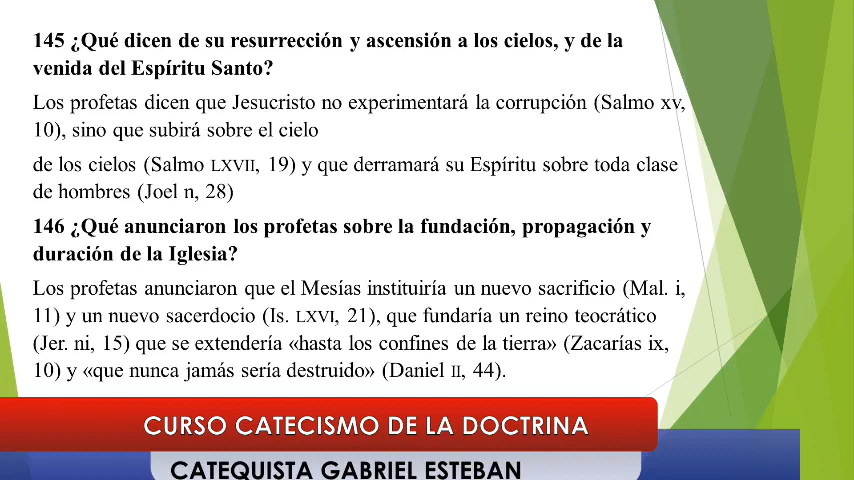 145 ¿Qué dicen de su resurrección y ascensión a los cielos, y de la
venida del Espíritu Santo?
Los profetas dicen que Jesucristo no experimentará la corrupción (Salmo xv,
10), sino que subirá sobre el cielo
de los cielos (Salmo LXVII, 19) y que derramará su Espíritu sobre toda clase
de hombres (Joel n, 28)
146 ¿Qué anunciaron los profetas sobre la fundación, propagación y
duración de la Iglesia?
Los profetas anunciaron que el Mesías instituiría un nuevo sacrificio (Mal. i,
11) y un nuevo sacerdocio (Is. LXVI, 21), que fundaría un reino teocrático
(Jer. ni, 15) que se extendería «hasta los confines de la tierra» (Zacarías ix,
10) y «que nunca jamás sería destruido» (Daniel II, 44).
CURSO CATECISMO DE LA DOCTRINA
CATEQUISTA GABRIEL ESTEBAN